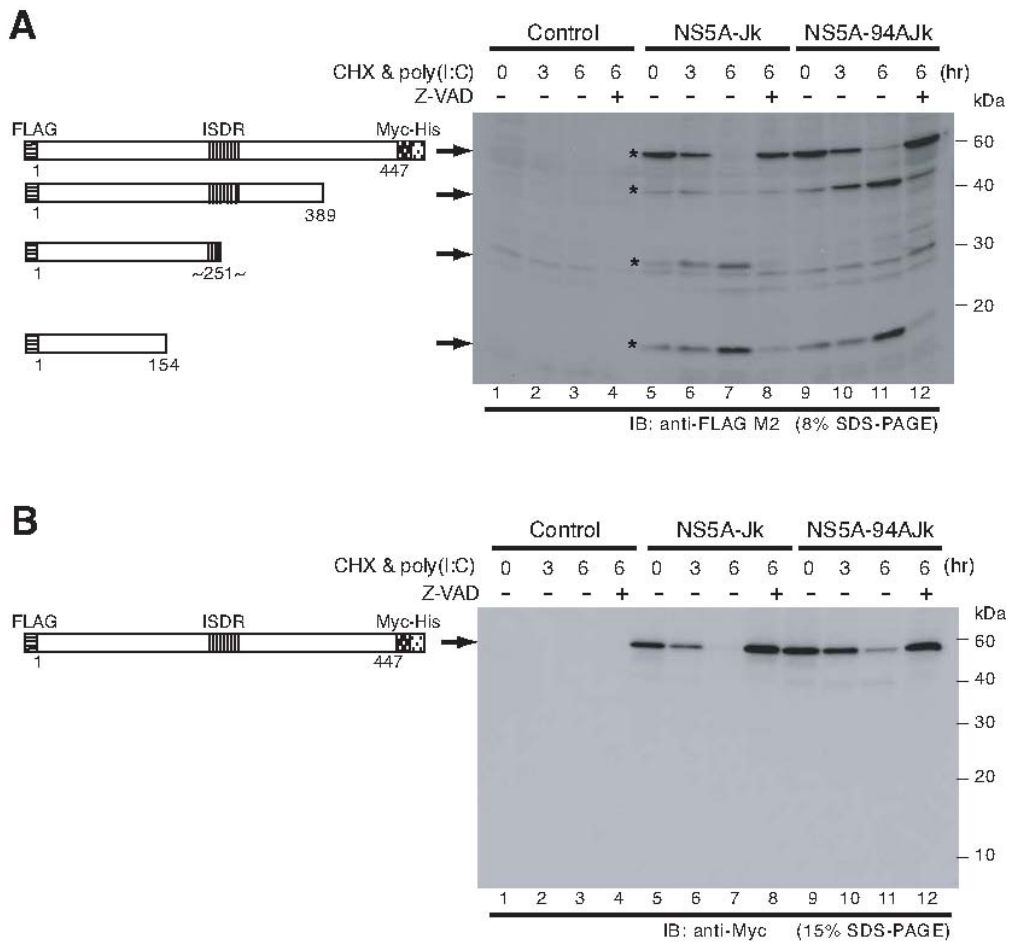 A
Control NS5A-Jk NS5A-94AJk
CHX & poly(I:C) 0 3 6 6 0 3 6 6 0 3 6 6 (hr)
Z-VAD - - - + - - - + - - - +
kDa
FLAG ISDR Myc-His
1 447
* 60
1 389
* 40
1 ~251~
* 30
20
1 154
*
1 2 3 4 5 6 7 8 9 10 11 12
IB: anti-FLAG M2 (8% SDS-PAGE)
B
Control NS5A-Jk NS5A-94AJk
CHX & poly(I:C) 0 3 6 6 0 3 6 6 0 3 6 6 (hr)
Z-VAD - - - + - - - + - - - +
kDa
FLAG ISDR Myc-His
1 447
60
40
30
20
10
1 2 3 4 5 6 7 8 9 10 11 12
IB: anti-Myc (15% SDS-PAGE)